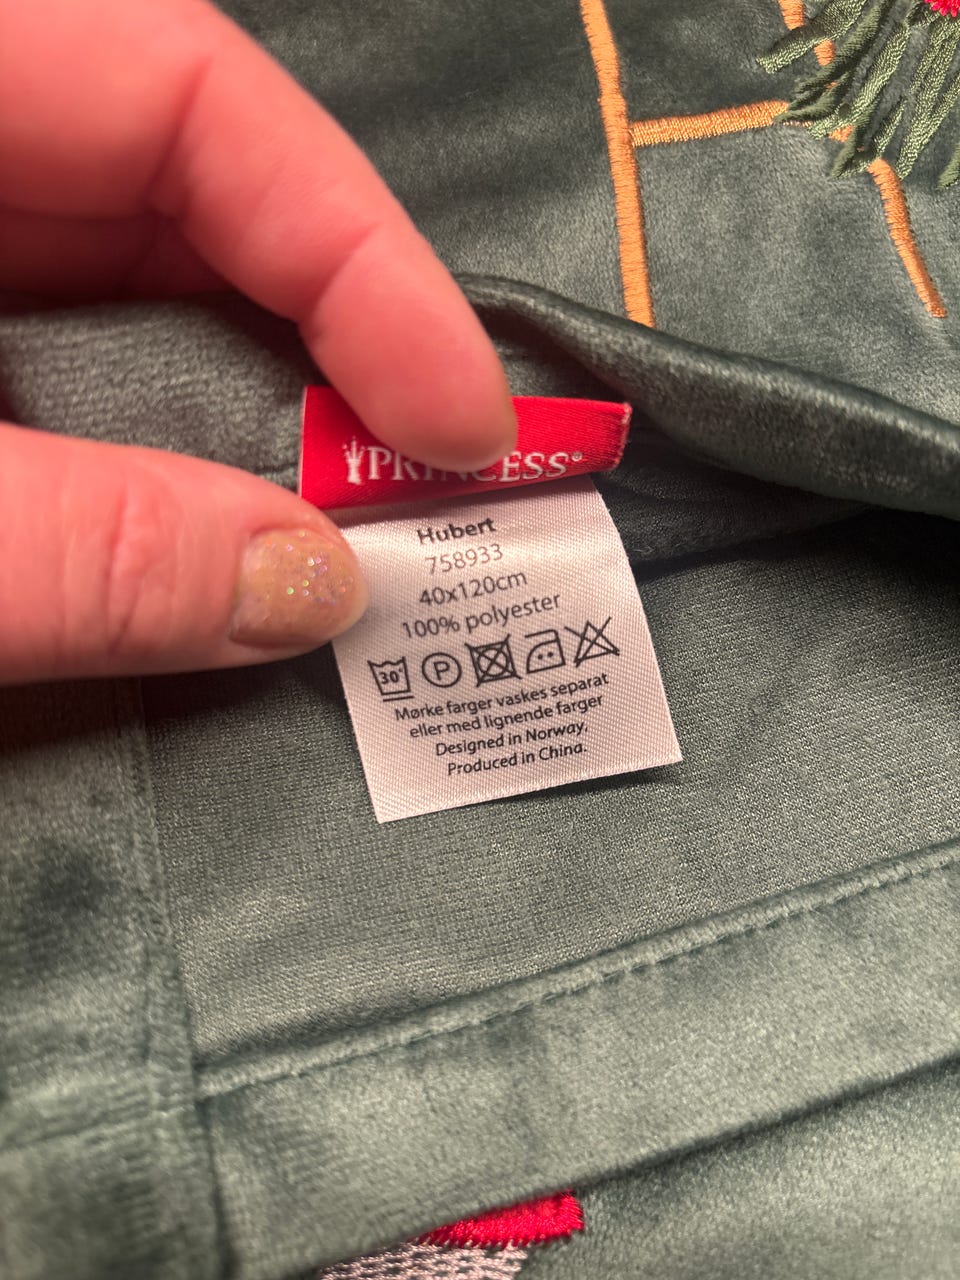 PRINCESS®
Hubert
758933
40x120cm
100% polyester
30° P
Mørke farger vaskes separat
eller med lignende farger
Designed in Norway.
Produced in China.